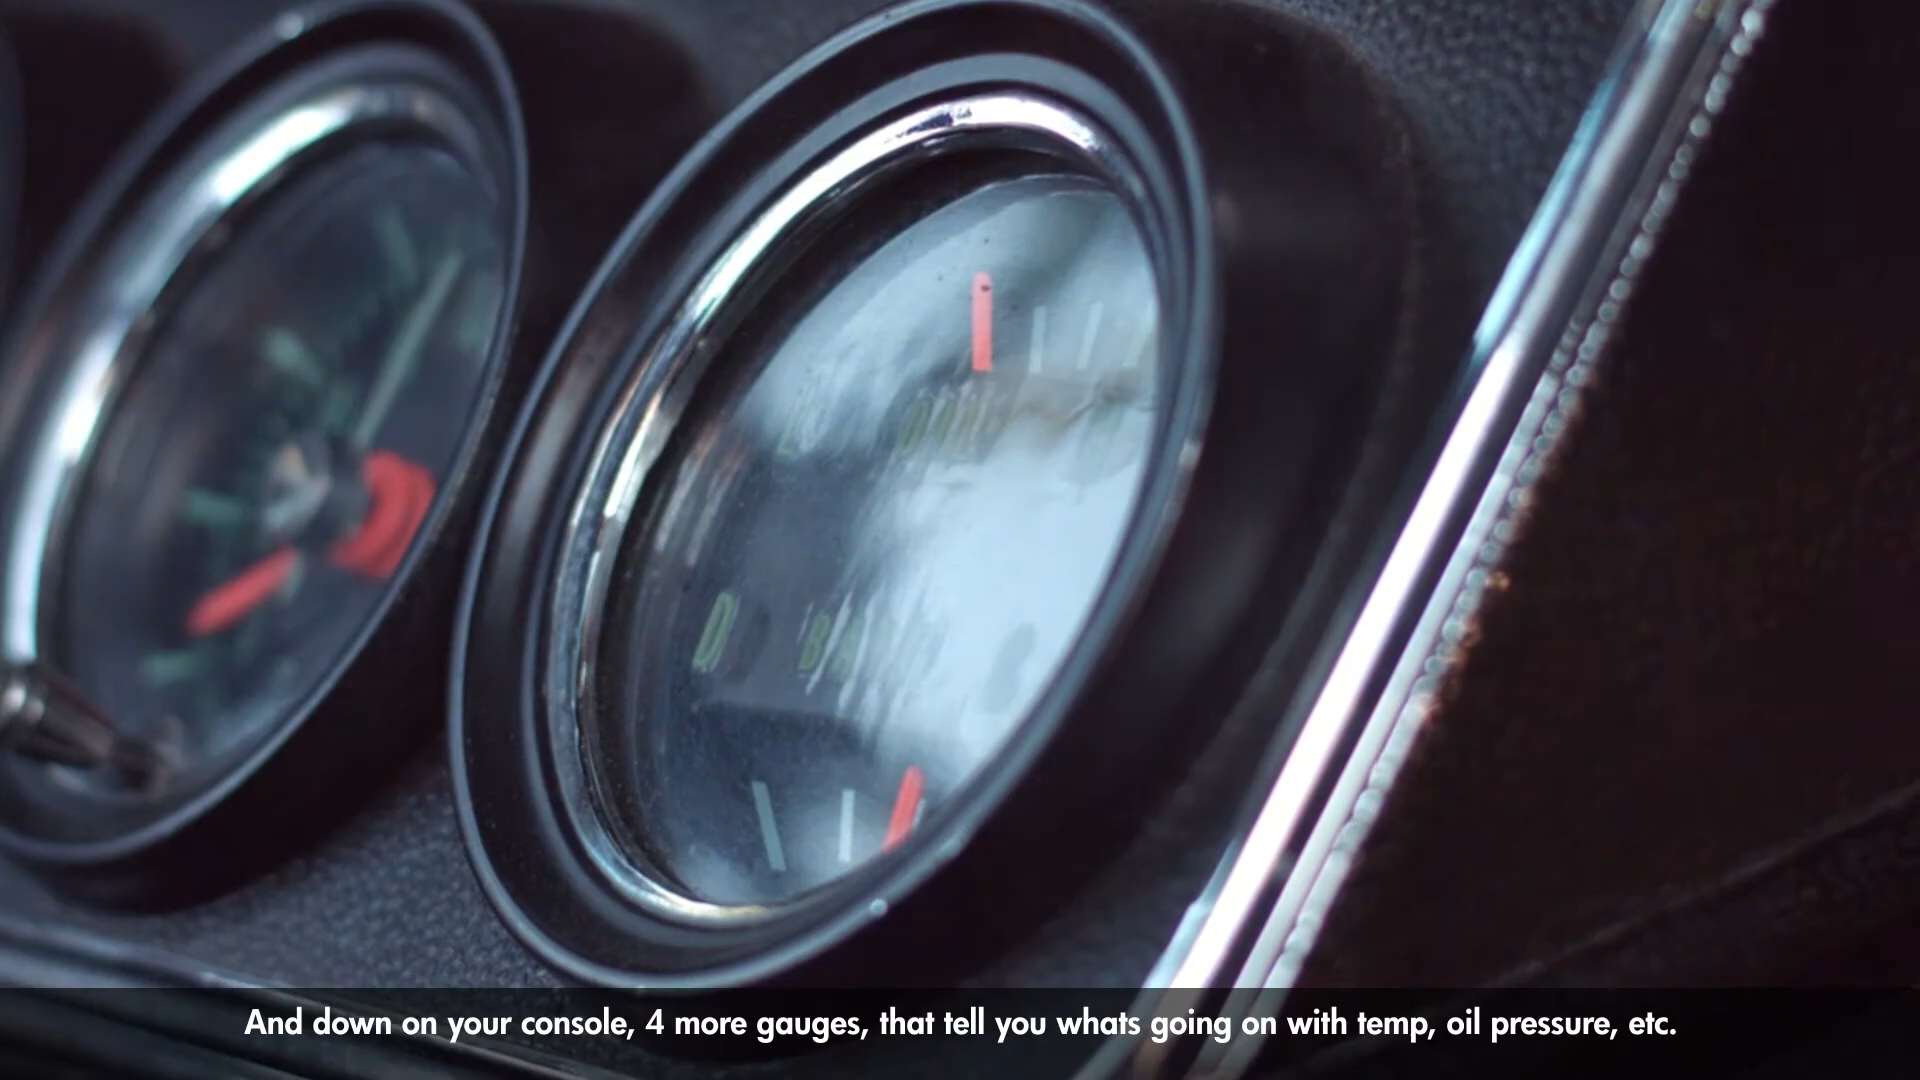 And down on your console, 4 more gauges, that tell you whats going on with temp, oil pressure, etc.